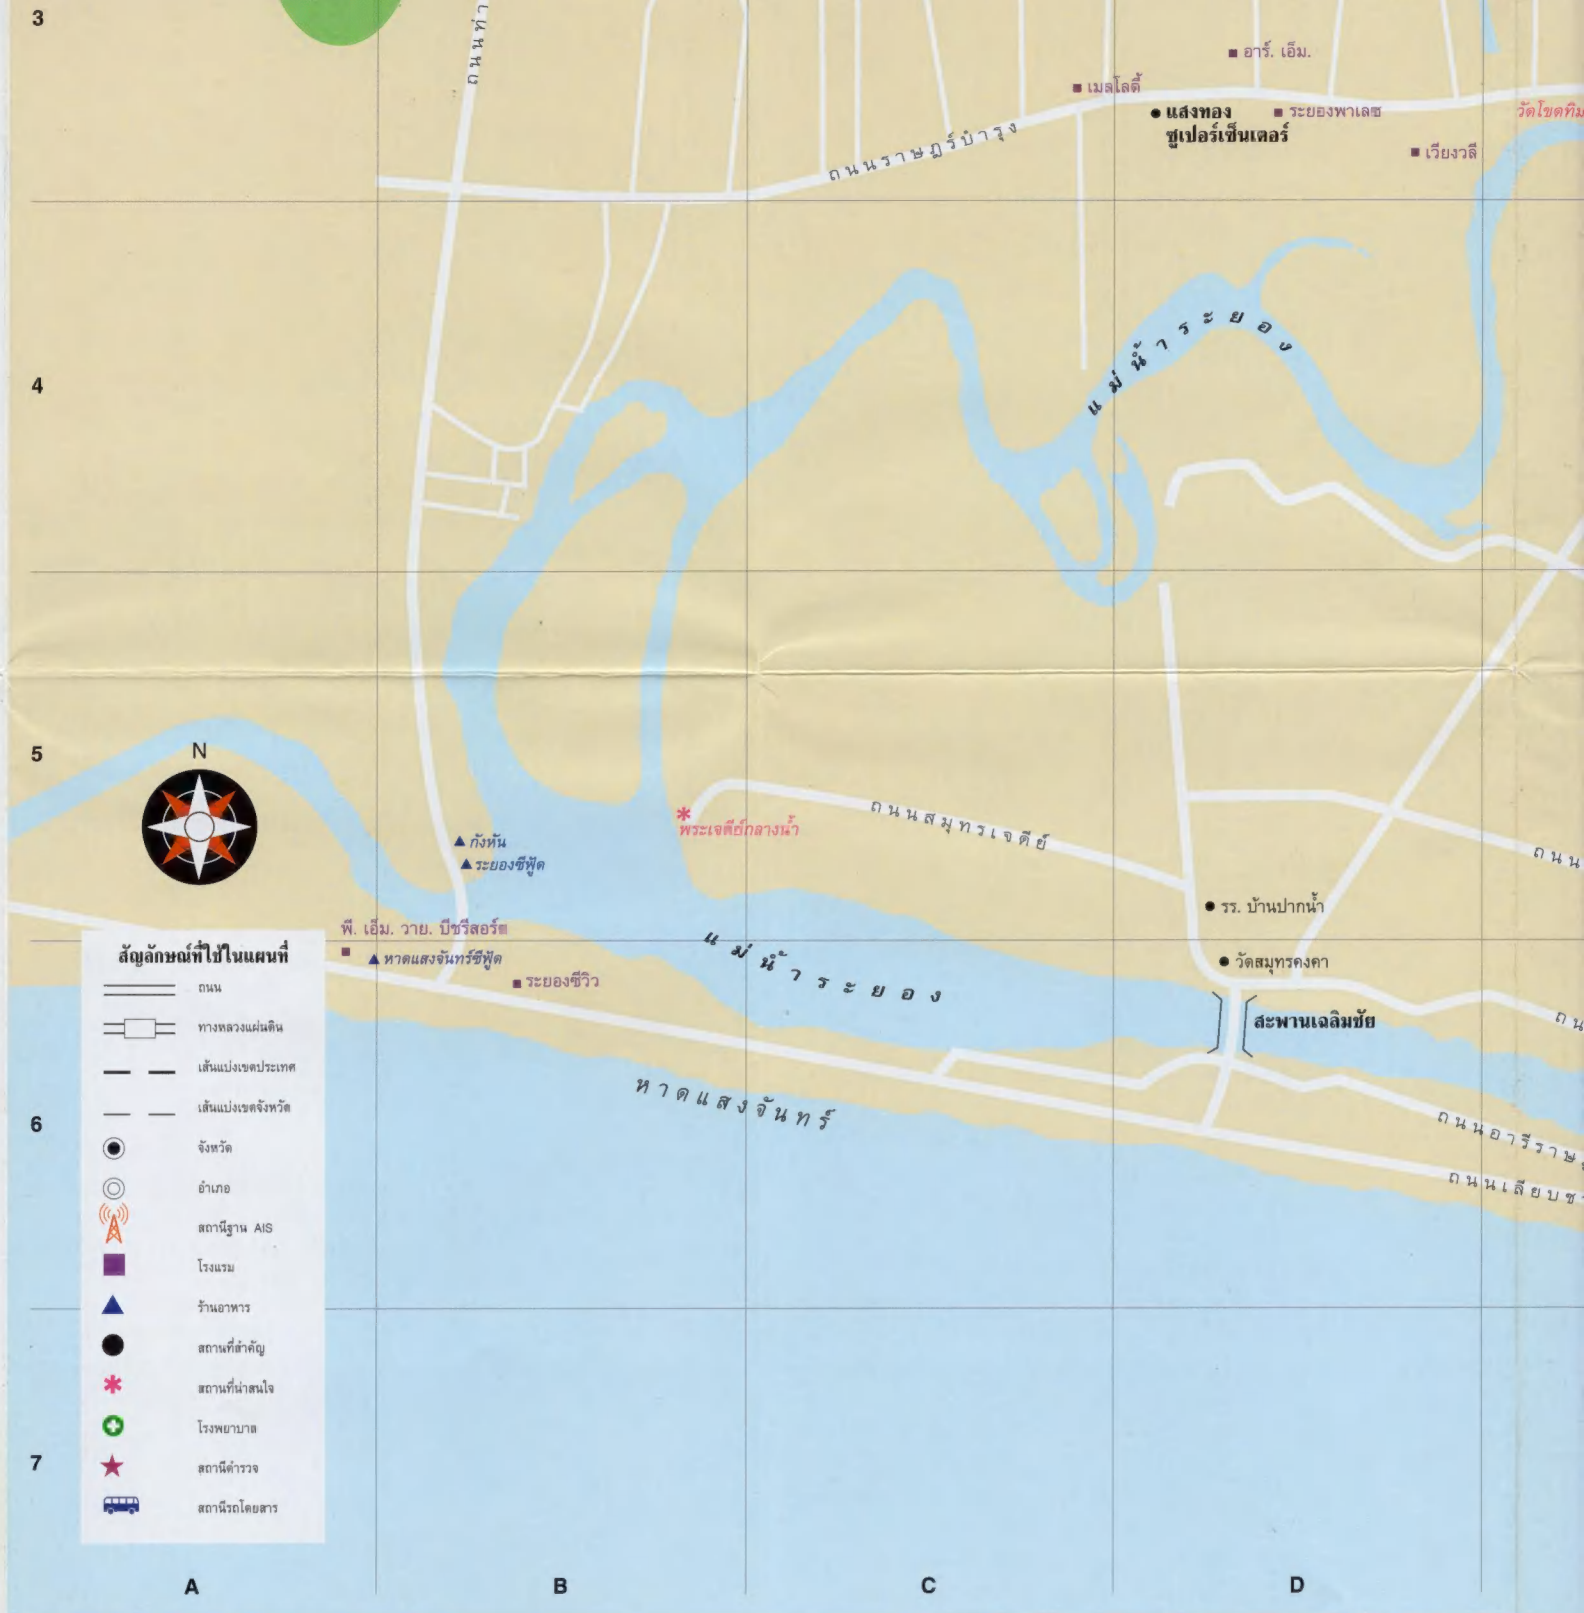 3
ถนนท่า
อาร์. เอ็ม.
เมลโลดี้
แสงทอง
ซูเปอร์เซ็นเตอร์
ระยองพาเลซ
วัดโขดทิม
เวียงวลี
ถนนราษฎร์บำรุง
แม่น้ำระยอง
4
5
N
กังหัน
ระยองซีฟู้ด
พระเจดีย์กลางน้ำ
ถนนสมุทรเจดีย์
ถนน
รร. บ้านปากน้ำ
พี. เอ็ม. วาย. บีชรีสอร์ต
หาดแสงจันทร์ซีฟู้ด
ระยองซีวิว
แม่น้ำระยอง
วัดสมุทรคงคา
สะพานเฉลิมชัย
ถน
หาดแสงจันทร์
ถนนอารีราษฎ
ถนนเลียบชา
6
สัญลักษณ์ที่ใช้ในแผนที่
ถนน
ทางหลวงแผ่นดิน
เส้นแบ่งเขตประเทศ
เส้นแบ่งเขตจังหวัด
จังหวัด
อำเภอ
สถานีฐาน AIS
โรงแรม
ร้านอาหาร
สถานที่สำคัญ
สถานที่น่าสนใจ
โรงพยาบาล
สถานีตำรวจ
สถานีรถโดยสาร
7
A B C D